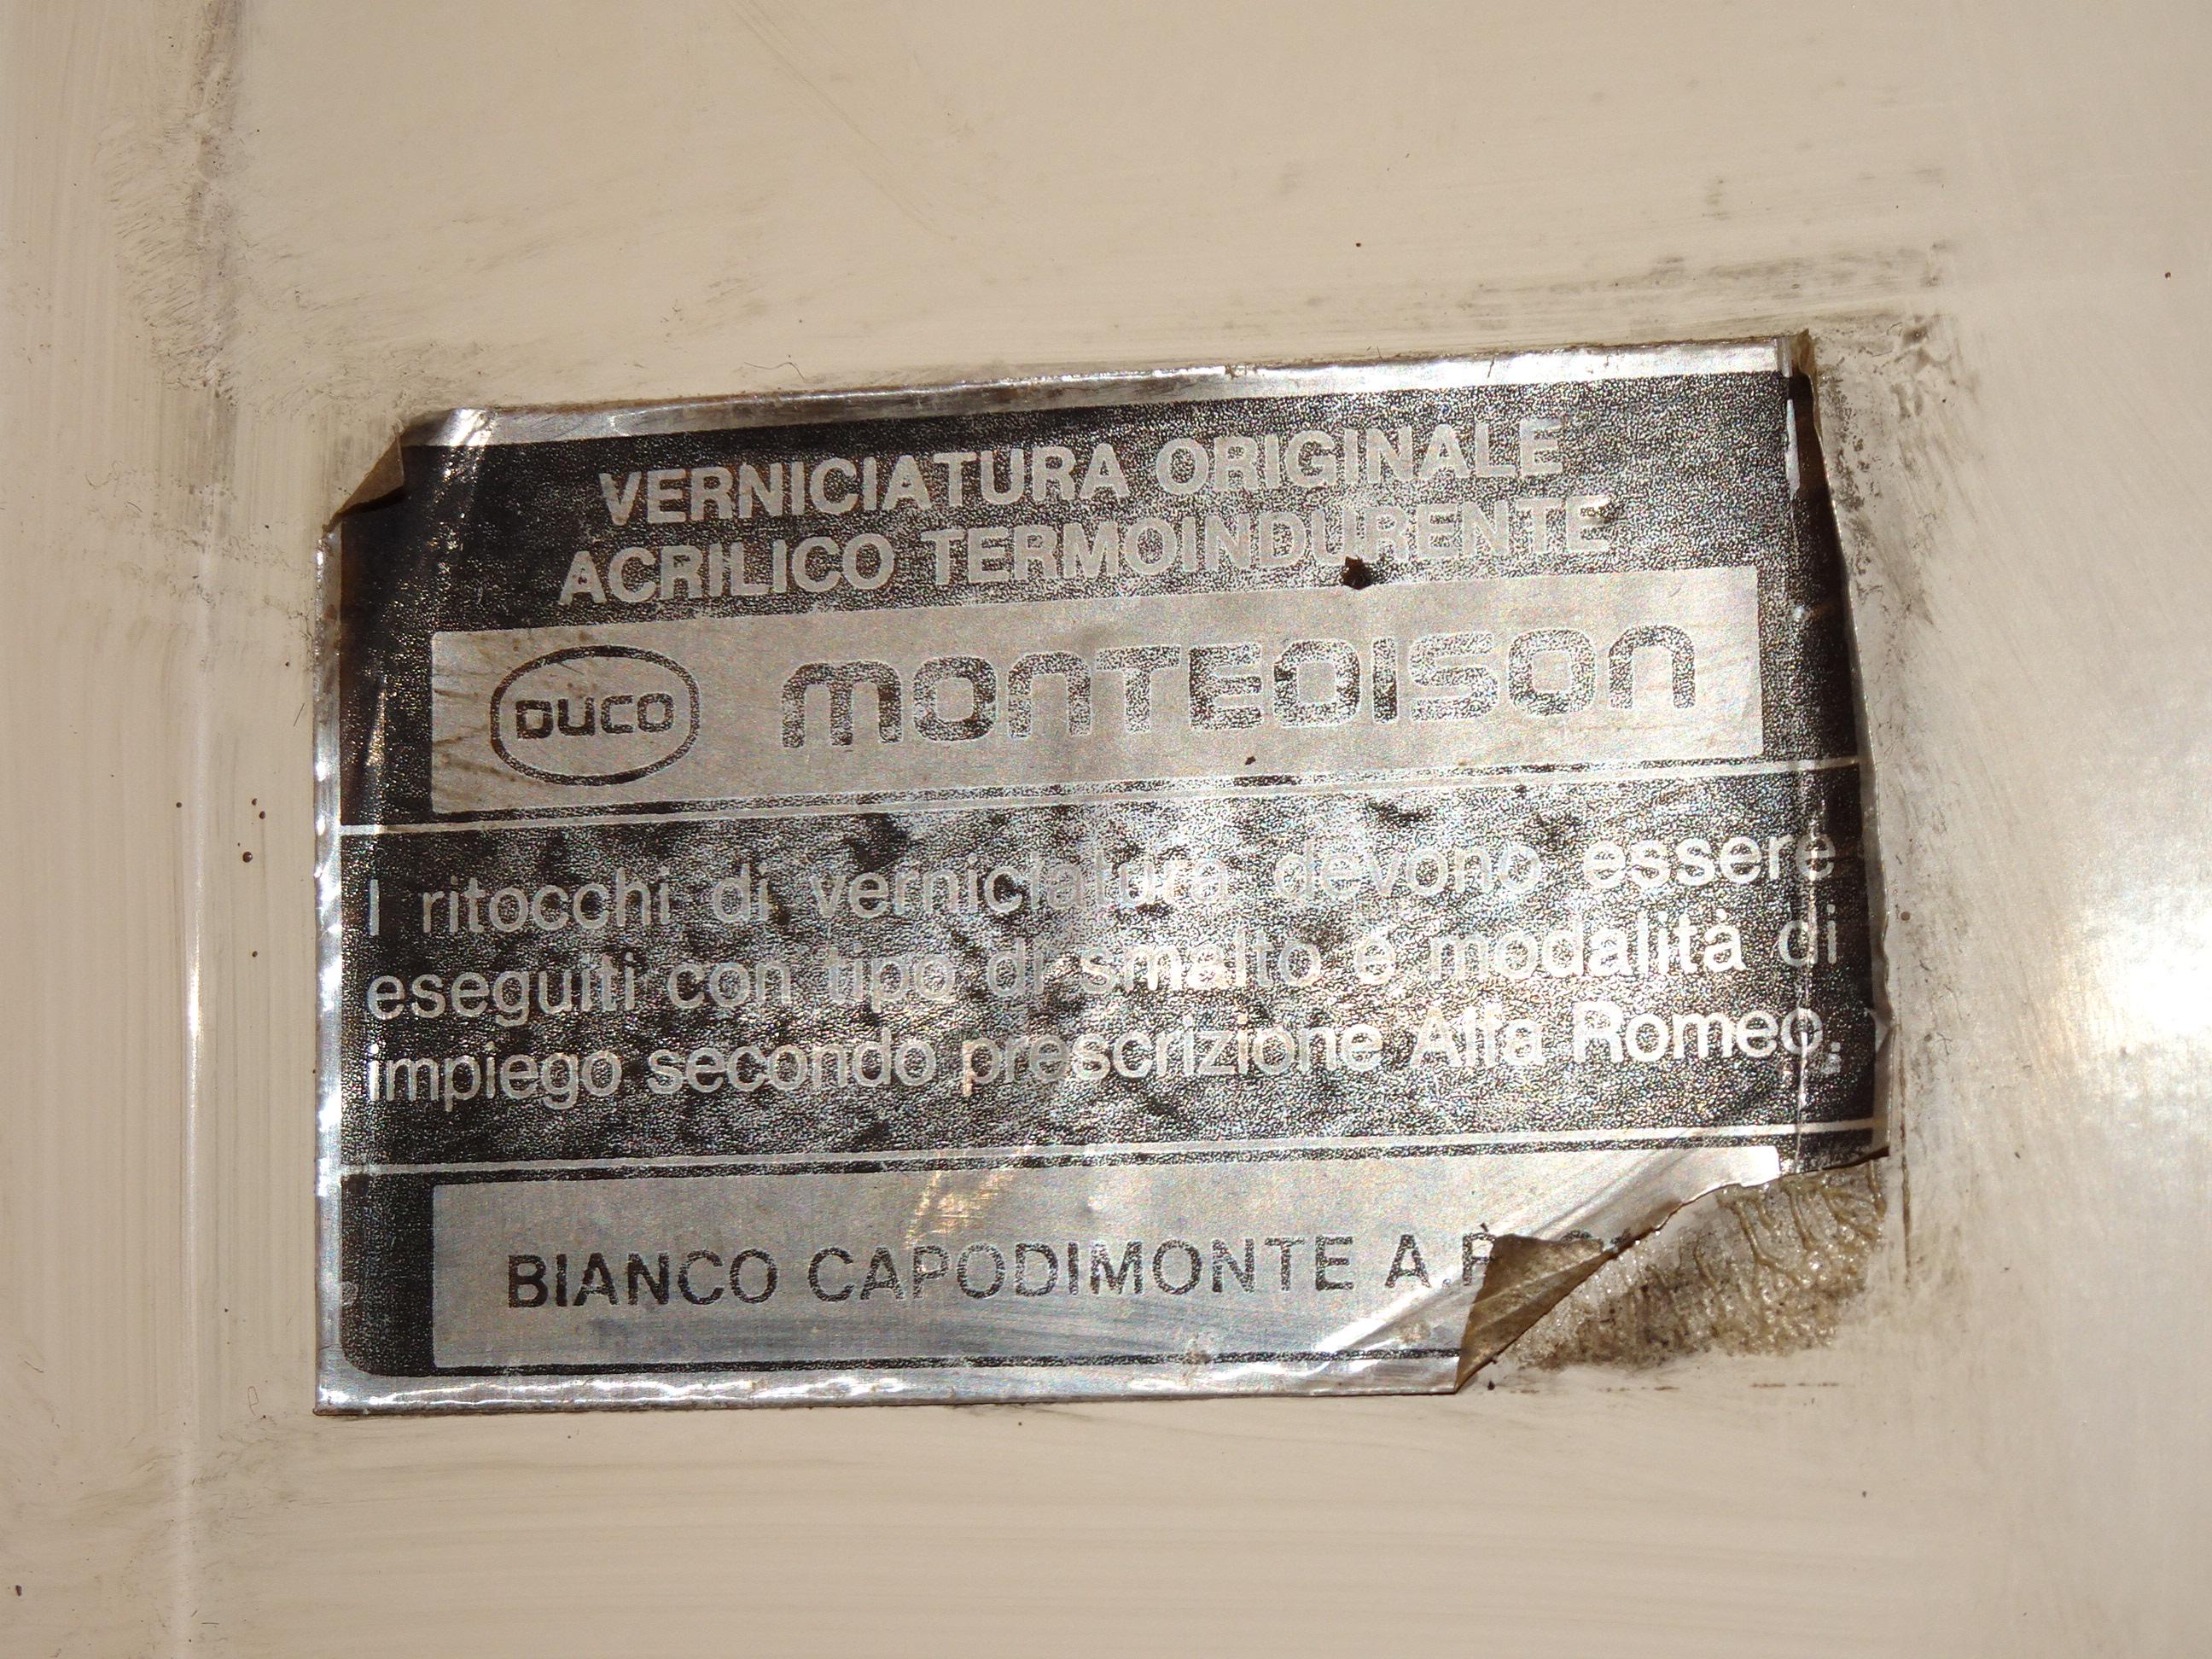 VERNICIATURA ORIGINALE
ACRILICO TERMOINDURENTE
DUCO MONTEDISON
I ritocchi di verniciatura devono essere
eseguiti con tipo di smalto e modalità di
impiego secondo prescrizione Alfa Romeo.
BIANCO CAPODIMONTE A.R.